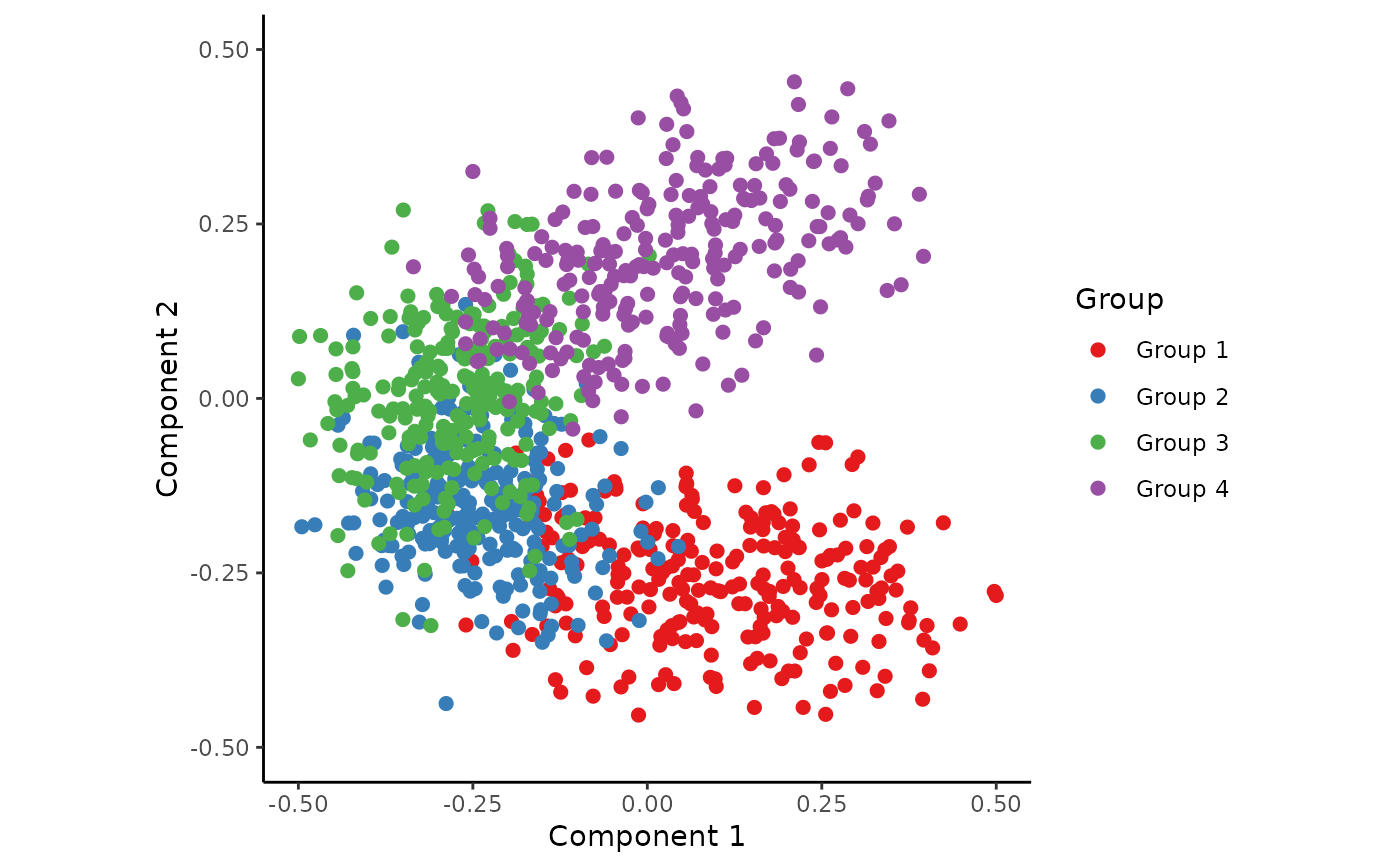 0.50
0.25
0.00
-0.25
-0.50
Component 2
-0.50 -0.25 0.00 0.25 0.50
Component 1
Group
Group 1
Group 2
Group 3
Group 4